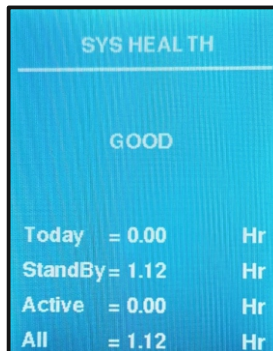 SYS HEALTH
GOOD
Today = 0.00 Hr
StandBy = 1.12 Hr
Active = 0.00 Hr
All = 1.12 Hr